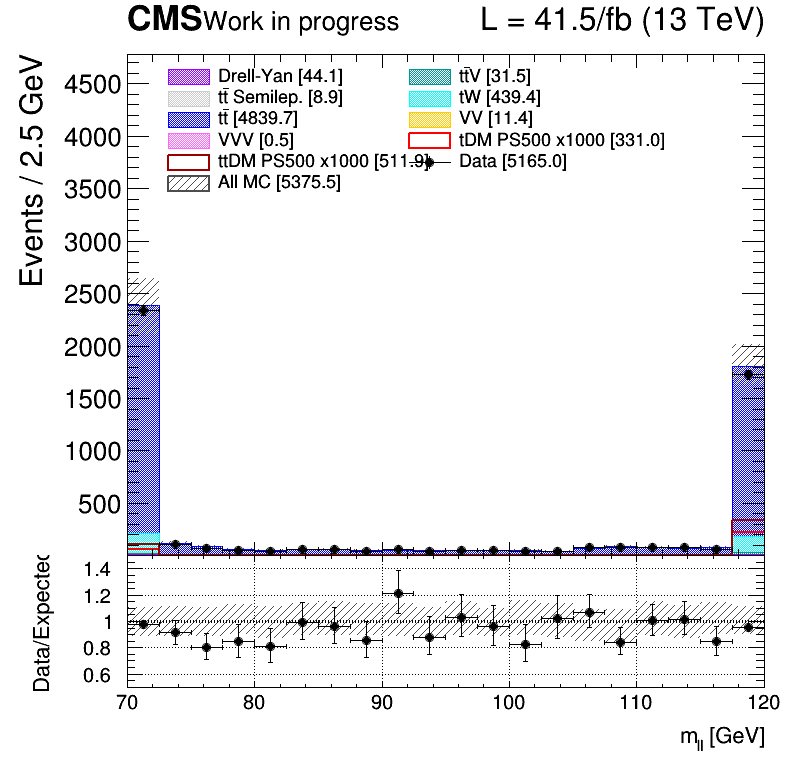 CMS Work in progress L = 41.5/fb (13 TeV)
Events / 2.5 GeV
Drell-Yan [44.1] tt̄V [31.5]
tt̄ Semilep. [8.9] tW [439.4]
tt̄ [4839.7] VV [11.4]
VVV [0.5] tDM PS500 x1000 [331.0]
ttDM PS500 x1000 [511.9] Data [5165.0]
All MC [5375.5]
4500
4000
3500
3000
2500
2000
1500
1000
500
Data/Expected
1.4
1.2
1
0.8
0.6
70 80 90 100 110 120
m_ll [GeV]